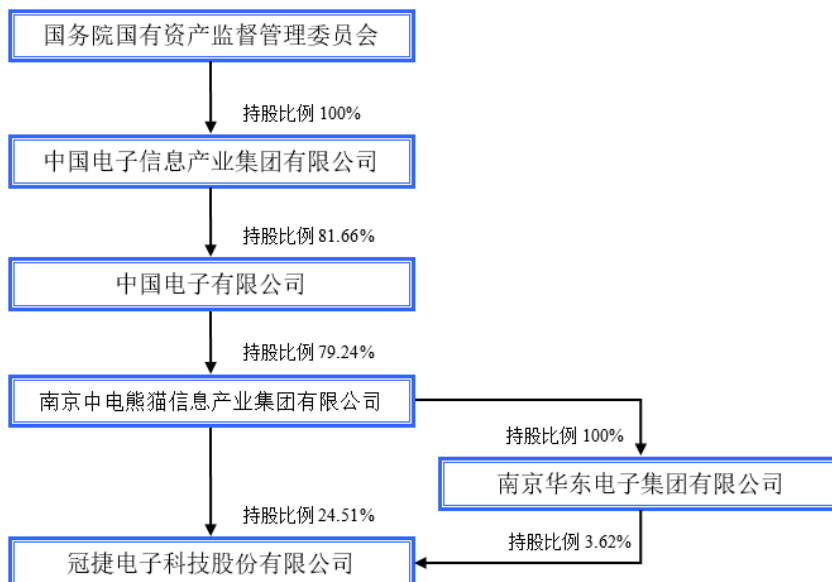 国务院国有资产监督管理委员会
持股比例 100%
中国电子信息产业集团有限公司
持股比例 81.66%
中国电子有限公司
持股比例 79.24%
南京中电熊猫信息产业集团有限公司
持股比例 100%
南京华东电子集团有限公司
持股比例 24.51%
持股比例 3.62%
冠捷电子科技股份有限公司